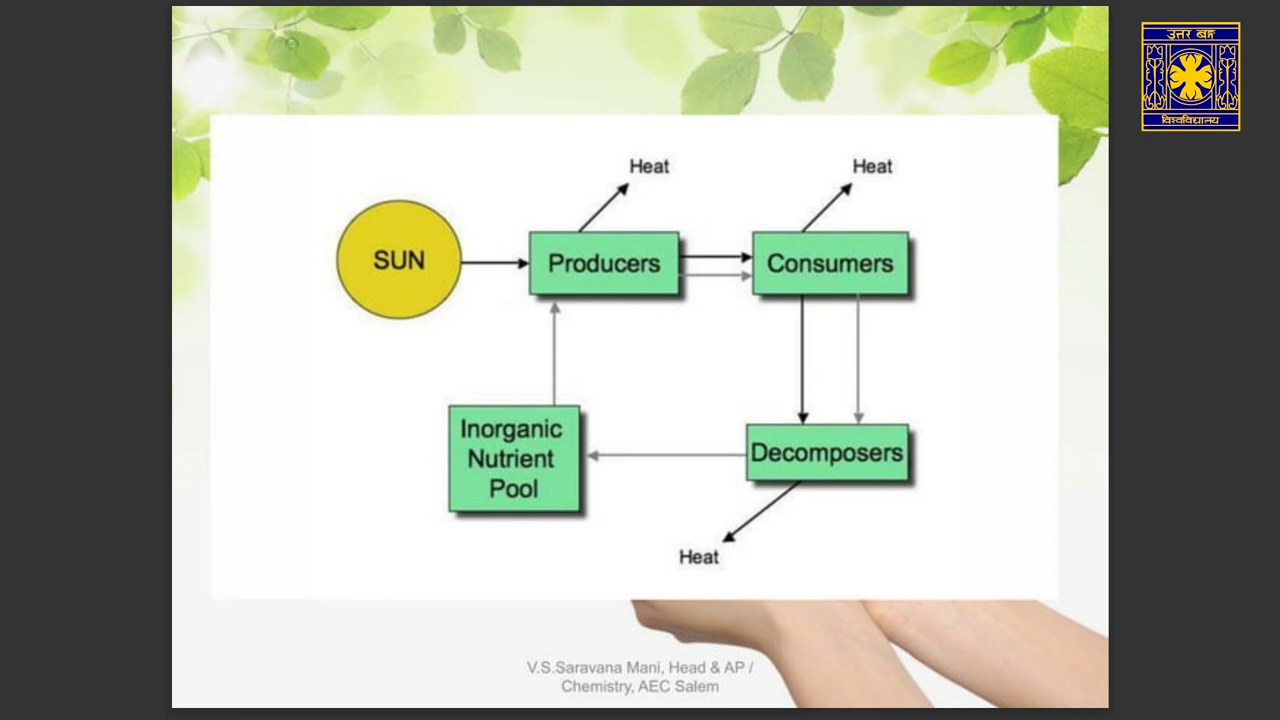 उत्तर बङ्ग
विश्वविद्यालय
Heat
Heat
SUN
Producers
Consumers
Inorganic
Nutrient
Pool
Decomposers
Heat
V.S.Saravana Mani, Head & AP /
Chemistry, AEC Salem